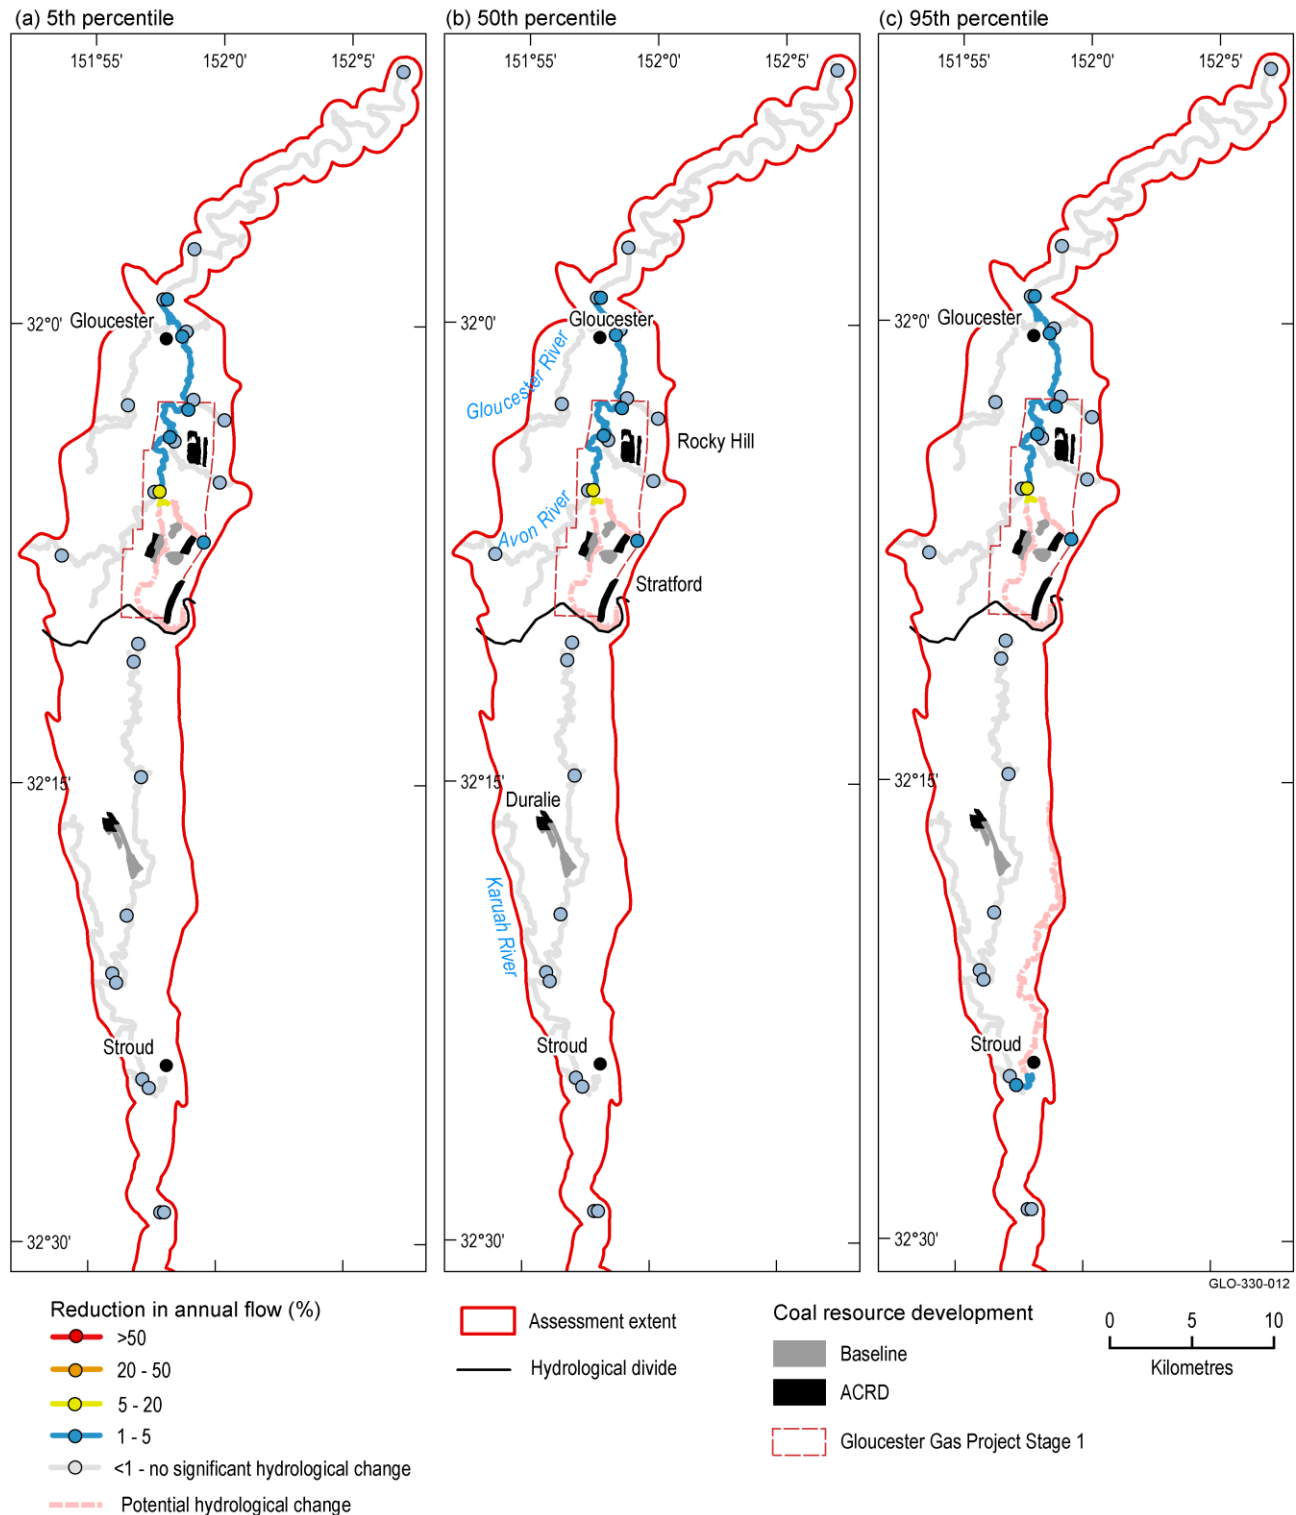 (a) 5th percentile
(b) 50th percentile
(c) 95th percentile
151°55'
152°0'
152°5'
151°55'
152°0'
152°5'
151°55'
152°0'
152°5'
32°0'
Gloucester
32°0'
Gloucester
32°0'
Gloucester
Gloucester River
Rocky Hill
Avon River
Stratford
32°15'
32°15'
32°15'
Duralie
Karuah River
Stroud
Stroud
Stroud
32°30'
32°30'
32°30'
GLO-330-012
Reduction in annual flow (%)
>50
20 - 50
5 - 20
1 - 5
<1 - no significant hydrological change
Potential hydrological change
Assessment extent
Hydrological divide
Coal resource development
Baseline
ACRD
Gloucester Gas Project Stage 1
0
5
10
Kilometres